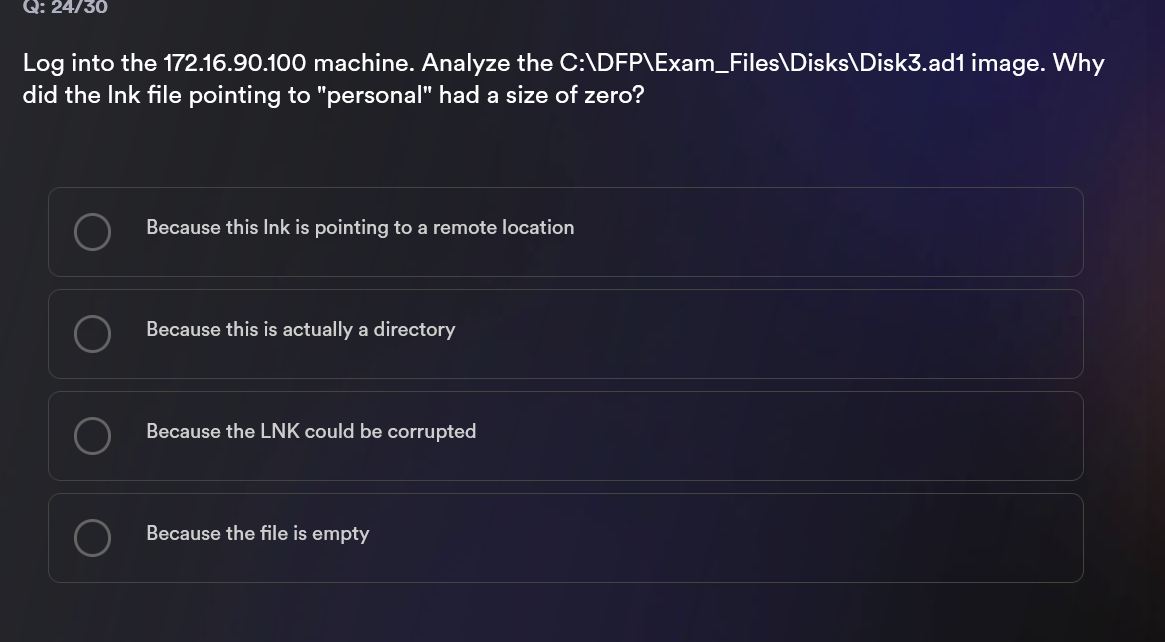 Q: 24/30
Log into the 172.16.90.100 machine. Analyze the C:\DFP\Exam_Files\Disks\Disk3.ad1 image. Why
did the lnk file pointing to "personal" had a size of zero?
Because this lnk is pointing to a remote location
Because this is actually a directory
Because the LNK could be corrupted
Because the file is empty